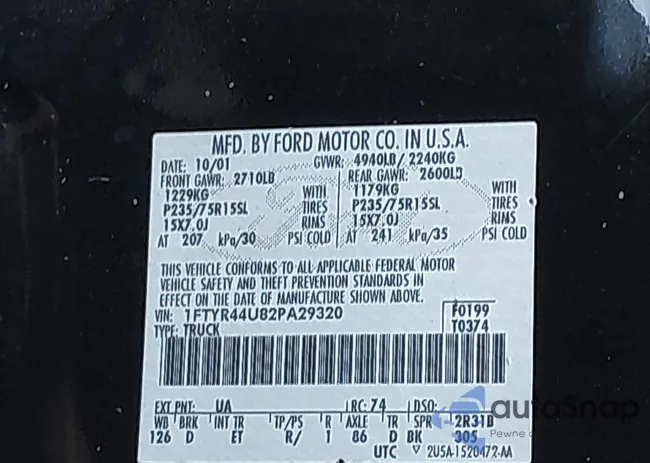 MFD. BY FORD MOTOR CO. IN U.S.A.
DATE: 10/01 GVWR: 4940LB/ 2240KG
FRONT GAWR: 2710LB REAR GAWR: 2600LB
1229KG WITH 1179KG WITH
P235/75R15SL TIRES P235/75R15SL TIRES
15X7.0J RIMS 15X7.0J RIMS
AT 207 kPa/30 PSI COLD AT 241 kPa/35 PSI COLD
THIS VEHICLE CONFORMS TO ALL APPLICABLE FEDERAL MOTOR
VEHICLE SAFETY AND THEFT PREVENTION STANDARDS IN
EFFECT ON THE DATE OF MANUFACTURE SHOWN ABOVE.
VIN: 1FTYR44U82PA29320 F0199
TYPE: TRUCK T0374
EXT PNT: UA RC: 74 DSO:
WB BRK INT TR TP/PS R AXLE TR SPR 2R31B
126 D ET R/ 1 86 D BK 305
UTC 2U5A-1520472-AA
autoSnap
Pewne